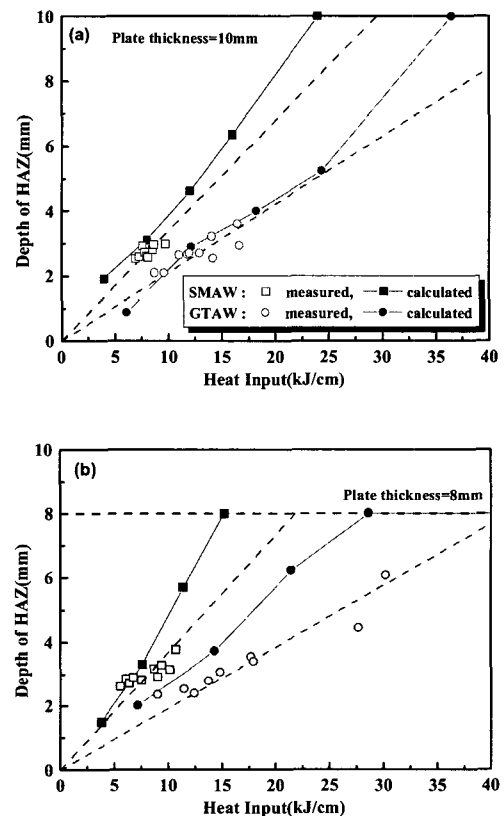 (a)
Plate thickness=10mm
10
8
6
4
2
0
Depth of HAZ(mm)
SMAW : measured, calculated
GTAW : measured, calculated
0 5 10 15 20 25 30 35 40
Heat Input(kJ/cm)
(b)
Plate thickness=8mm
10
8
6
4
2
0
Depth of HAZ(mm)
0 5 10 15 20 25 30 35 40
Heat Input(kJ/cm)